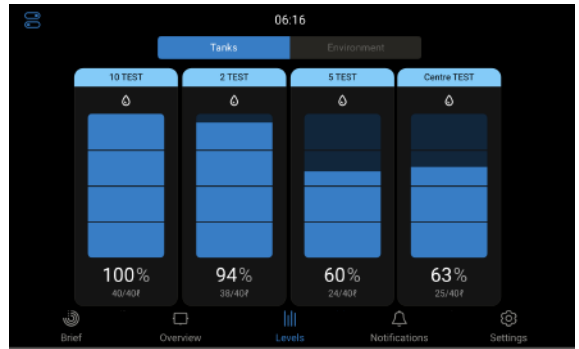 06:16
Tanks Environment
10 TEST 2 TEST 5 TEST Centre TEST
100% 94% 60% 63%
40/40ℓ 38/40ℓ 24/40ℓ 25/40ℓ
Brief Overview Levels Notifications Settings